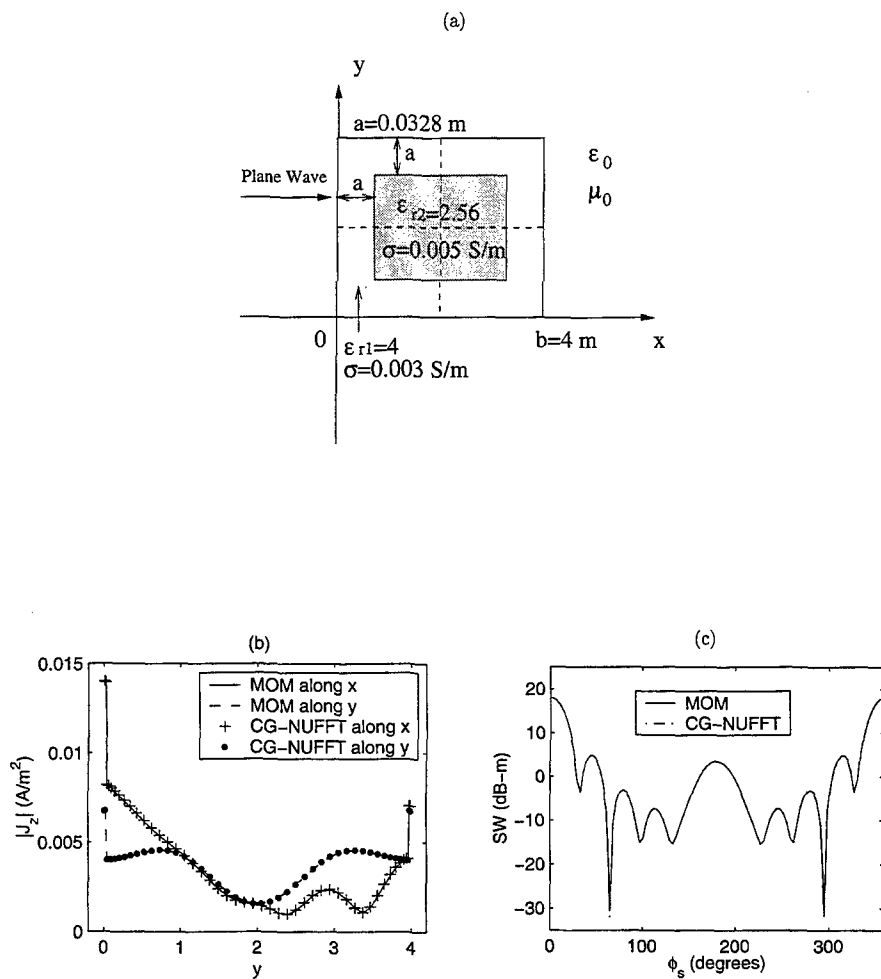 (a)
y
a=0.0328 m
a
ε0
μ0
Plane Wave
a
εr2=2.56
σ=0.005 S/m
0
b=4 m
x
εr1=4
σ=0.003 S/m
(b)
0.015
0.01
0.005
0
|Jz| (A/m2)
MOM along x
MOM along y
CG-NUFFT along x
CG-NUFFT along y
0
1
2
3
4
y
(c)
20
10
0
-10
-20
-30
SW (dB-m)
MOM
CG-NUFFT
0
100
200
300
ϕs (degrees)